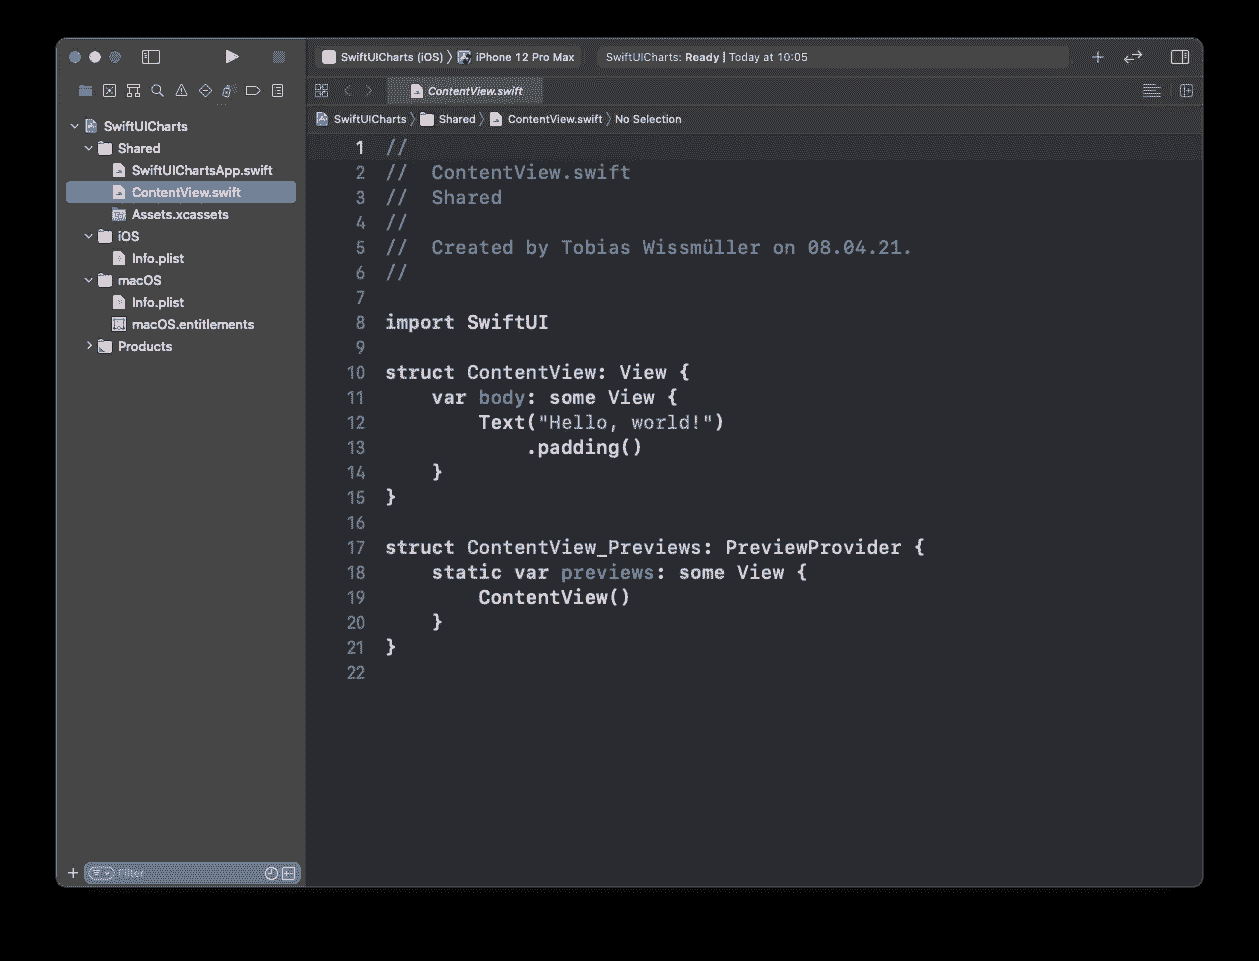 SwiftUICharts (iOS) 〉 iPhone 12 Pro Max
SwiftUICharts: Ready | Today at 10:05
ContentView.swift
SwiftUICharts 〉 Shared 〉 ContentView.swift 〉 No Selection
SwiftUICharts
Shared
SwiftUIChartsApp.swift
ContentView.swift
Assets.xcassets
iOS
Info.plist
macOS
Info.plist
macOS.entitlements
Products
Filter
1 //
2 //  ContentView.swift
3 //  Shared
4 //
5 //  Created by Tobias Wissmüller on 08.04.21.
6 //
7
8 import SwiftUI
9
10 struct ContentView: View {
11     var body: some View {
12         Text("Hello, world!")
13             .padding()
14     }
15 }
16
17 struct ContentView_Previews: PreviewProvider {
18     static var previews: some View {
19         ContentView()
20     }
21 }
22